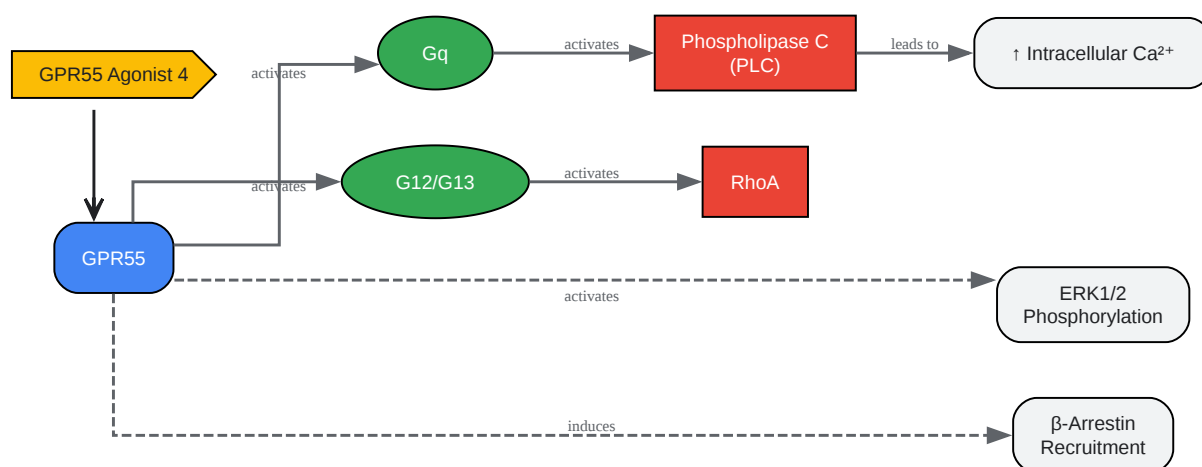 GPR55 Agonist 4
activates
Gq
activates
Phospholipase C
(PLC)
leads to
↑ Intracellular Ca²⁺
activates
G12/G13
activates
RhoA
GPR55
activates
ERK1/2
Phosphorylation
induces
β-Arrestin
Recruitment